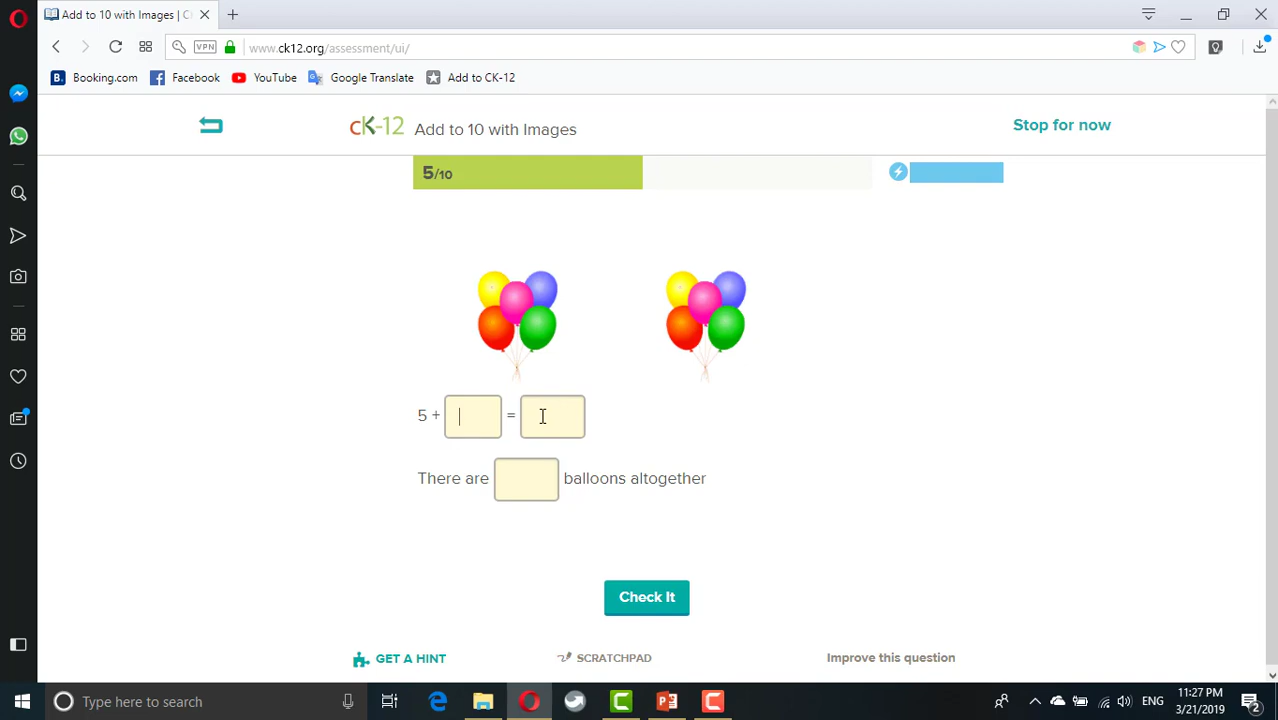 Add to 10 with Images | C
VPN
www.ck12.org/assessment/ui/
B. Booking.com
Facebook
YouTube
Google Translate
Add to CK-12
cK-12 Add to 10 with Images
Stop for now
5/10
5 + =
There are balloons altogether
Check It
GET A HINT
SCRATCHPAD
Improve this question
Type here to search
ENG
11:27 PM
3/21/2019
2